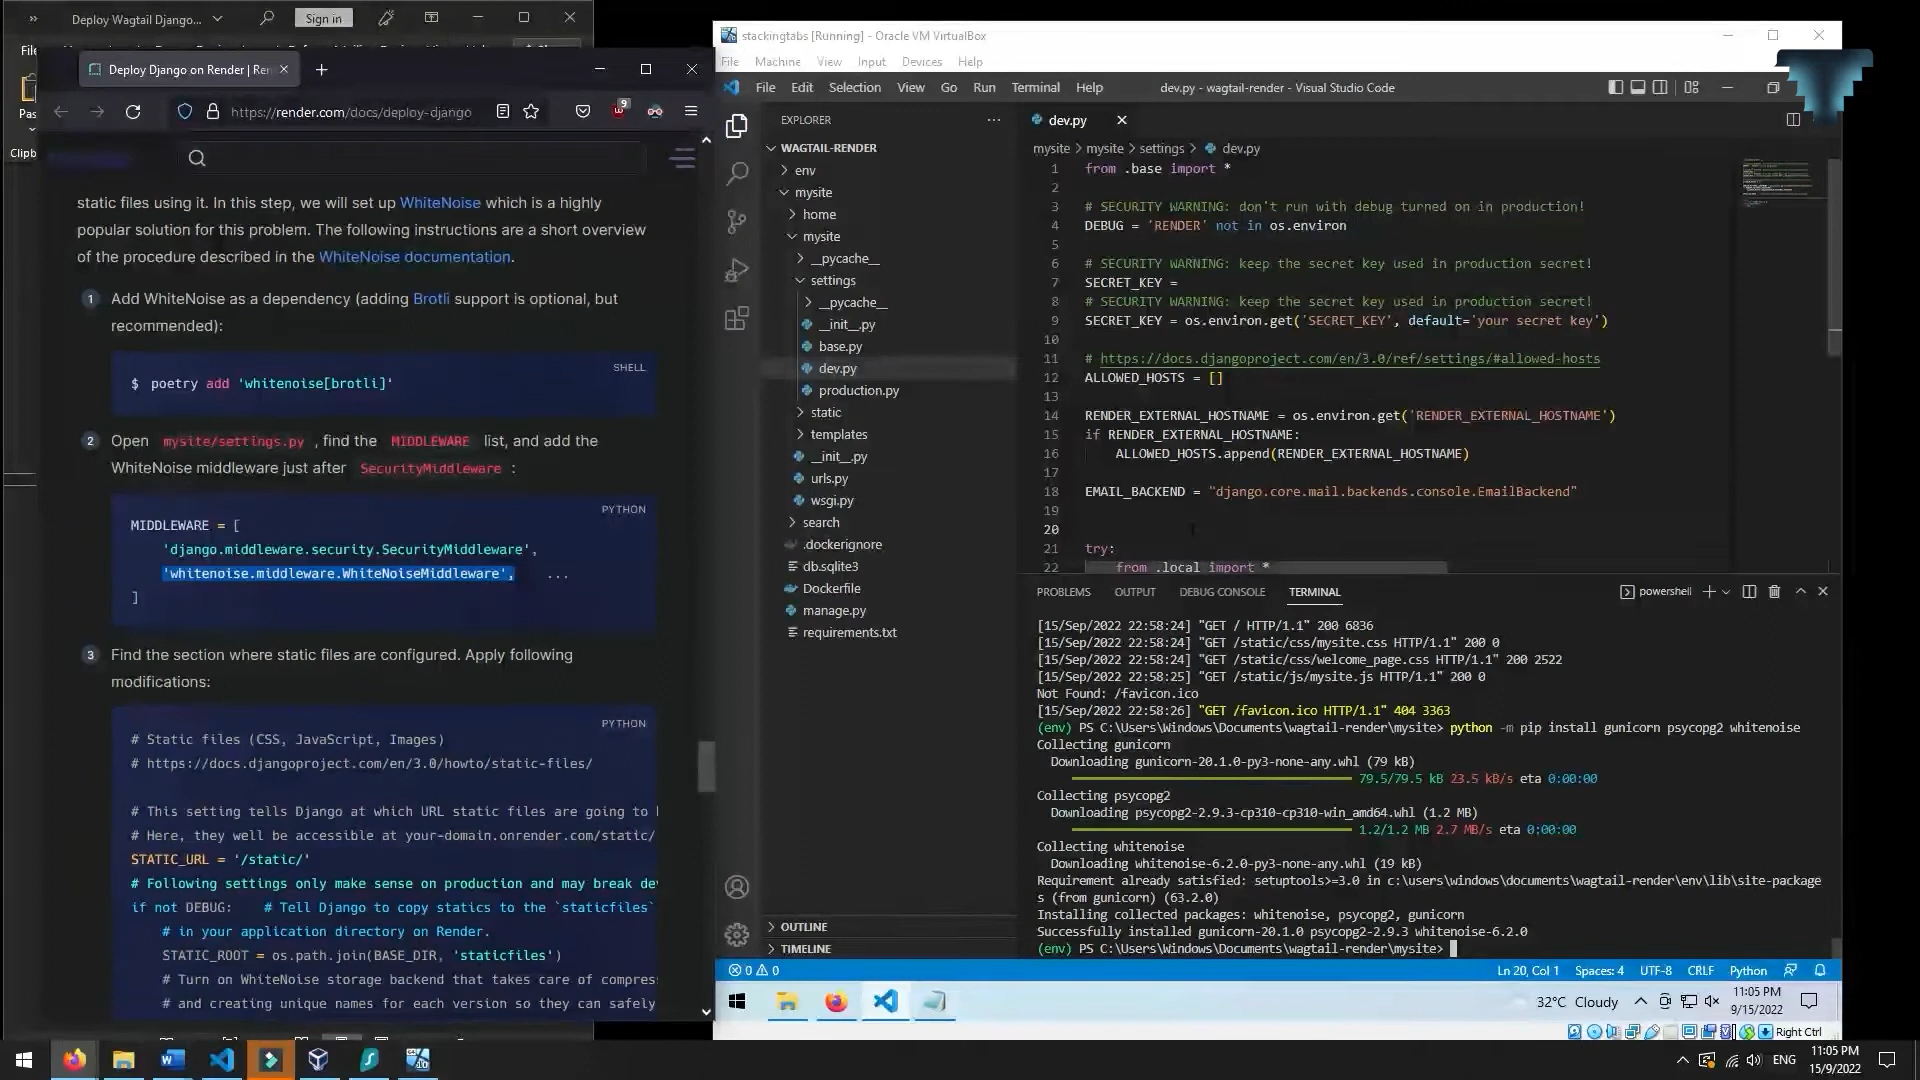 Deploy Wagtail Django...
Sign in
Deploy Django on Render | Ren
https://render.com/docs/deploy-django
9
File
Pas
Clipb
static files using it. In this step, we will set up WhiteNoise which is a highly
popular solution for this problem. The following instructions are a short overview
of the procedure described in the WhiteNoise documentation.
1 Add WhiteNoise as a dependency (adding Brotli support is optional, but
recommended):
SHELL
$ poetry add 'whitenoise[brotli]'
2 Open mysite/settings.py , find the MIDDLEWARE list, and add the
WhiteNoise middleware just after SecurityMiddleware :
PYTHON
MIDDLEWARE = [
'django.middleware.security.SecurityMiddleware',
'whitenoise.middleware.WhiteNoiseMiddleware', ...
]
3 Find the section where static files are configured. Apply following
modifications:
PYTHON
# Static files (CSS, JavaScript, Images)
# https://docs.djangoproject.com/en/3.0/howto/static-files/
# This setting tells Django at which URL static files are going to
# Here, they well be accessible at your-domain.onrender.com/static/
STATIC_URL = '/static/'
# Following settings only make sense on production and may break de
if not DEBUG: # Tell Django to copy statics to the `staticfiles`
# in your application directory on Render.
STATIC_ROOT = os.path.join(BASE_DIR, 'staticfiles')
# Turn on WhiteNoise storage backend that takes care of compres
# and creating unique names for each version so they can safely
stackingtabs [Running] - Oracle VM VirtualBox
File Machine View Input Devices Help
File Edit Selection View Go Run Terminal Help
dev.py - wagtail-render - Visual Studio Code
EXPLORER
WAGTAIL-RENDER
env
mysite
home
mysite
__pycache__
settings
__pycache__
__init__.py
base.py
dev.py
production.py
static
templates
__init__.py
urls.py
wsgi.py
search
.dockerignore
db.sqlite3
Dockerfile
manage.py
requirements.txt
OUTLINE
TIMELINE
dev.py
mysite > mysite > settings > dev.py
1 from .base import *
2
3 # SECURITY WARNING: don't run with debug turned on in production!
4 DEBUG = 'RENDER' not in os.environ
5
6 # SECURITY WARNING: keep the secret key used in production secret!
7 SECRET_KEY =
8 # SECURITY WARNING: keep the secret key used in production secret!
9 SECRET_KEY = os.environ.get('SECRET_KEY', default='your secret key')
10
11 # https://docs.djangoproject.com/en/3.0/ref/settings/#allowed-hosts
12 ALLOWED_HOSTS = []
13
14 RENDER_EXTERNAL_HOSTNAME = os.environ.get('RENDER_EXTERNAL_HOSTNAME')
15 if RENDER_EXTERNAL_HOSTNAME:
16 ALLOWED_HOSTS.append(RENDER_EXTERNAL_HOSTNAME)
17
18 EMAIL_BACKEND = "django.core.mail.backends.console.EmailBackend"
19
20
21 try:
22 from .local import *
PROBLEMS OUTPUT DEBUG CONSOLE TERMINAL
powershell
[15/Sep/2022 22:58:24] "GET / HTTP/1.1" 200 6836
[15/Sep/2022 22:58:24] "GET /static/css/mysite.css HTTP/1.1" 200 0
[15/Sep/2022 22:58:24] "GET /static/css/welcome_page.css HTTP/1.1" 200 2522
[15/Sep/2022 22:58:25] "GET /static/js/mysite.js HTTP/1.1" 200 0
Not Found: /favicon.ico
[15/Sep/2022 22:58:26] "GET /favicon.ico HTTP/1.1" 404 3363
(env) PS C:\Users\Windows\Documents\wagtail-render\mysite> python -m pip install gunicorn psycopg2 whitenoise
Collecting gunicorn
Downloading gunicorn-20.1.0-py3-none-any.whl (79 kB)
79.5/79.5 kB 23.5 kB/s eta 0:00:00
Collecting psycopg2
Downloading psycopg2-2.9.3-cp310-cp310-win_amd64.whl (1.2 MB)
1.2/1.2 MB 2.7 MB/s eta 0:00:00
Collecting whitenoise
Downloading whitenoise-6.2.0-py3-none-any.whl (19 kB)
Requirement already satisfied: setuptools>=3.0 in c:\users\windows\documents\wagtail-render\env\lib\site-package
s (from gunicorn) (63.2.0)
Installing collected packages: whitenoise, psycopg2, gunicorn
Successfully installed gunicorn-20.1.0 psycopg2-2.9.3 whitenoise-6.2.0
(env) PS C:\Users\Windows\Documents\wagtail-render\mysite>
0 0
Ln 20, Col 1 Spaces: 4 UTF-8 CRLF Python
32°C Cloudy
11:05 PM
9/15/2022
Right Ctrl
ENG
11:05 PM
15/9/2022